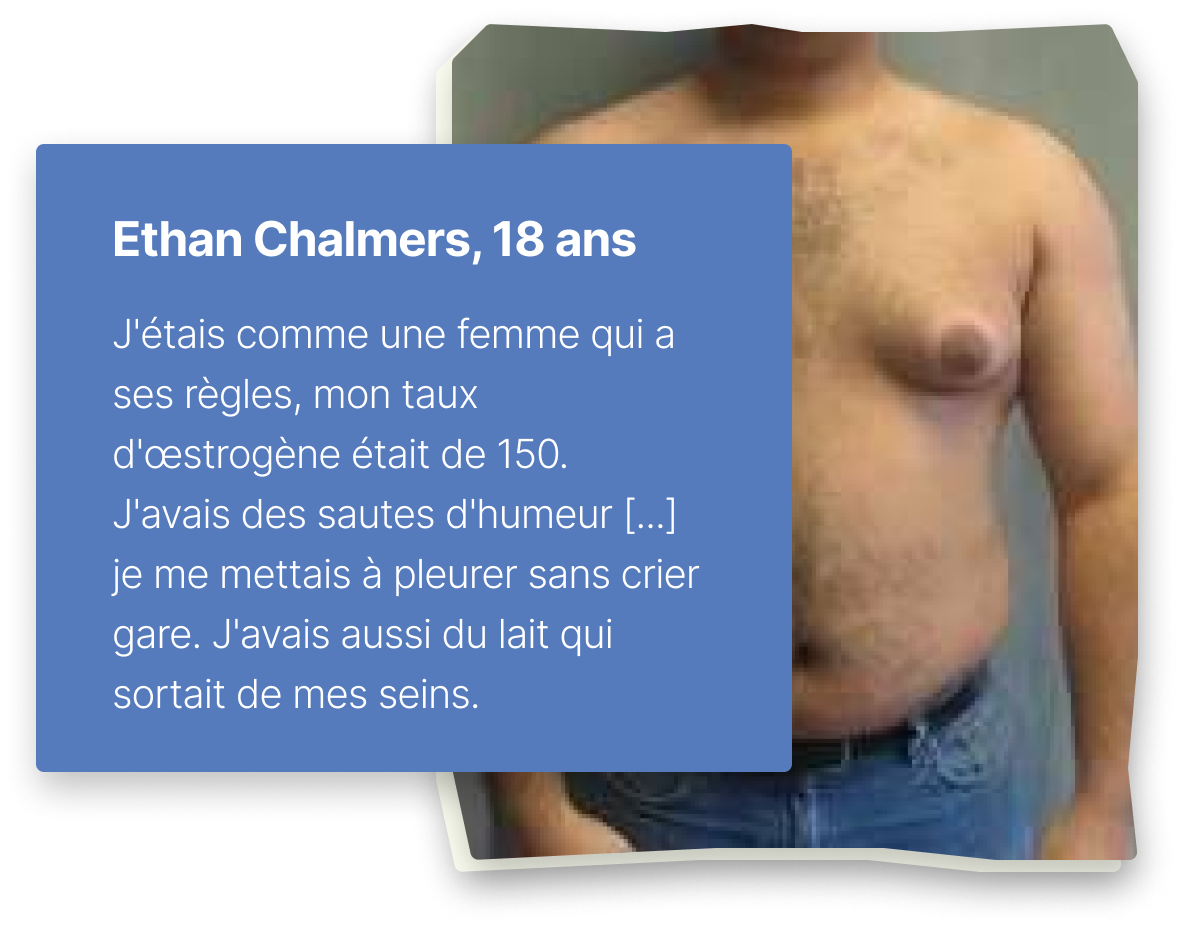 Ethan Chalmers, 18 ans
J'étais comme une femme qui a
ses règles, mon taux
d'œstrogène était de 150.
J'avais des sautes d'humeur [...]
je me mettais à pleurer sans crier
gare. J'avais aussi du lait qui
sortait de mes seins.